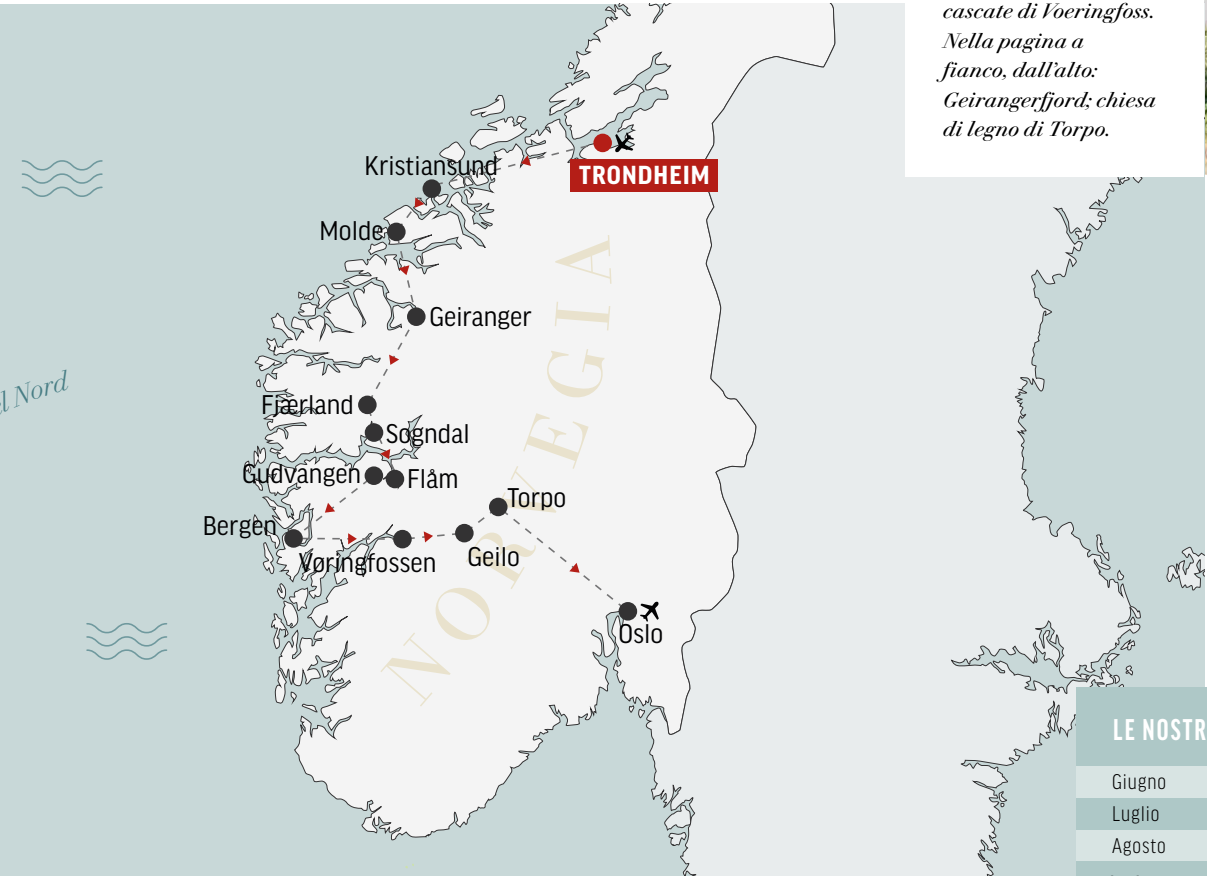 cascate di Voeringfoss.
Nella pagina a
fianco, dall'alto:
Geirangerfjord; chiesa
di legno di Torpo.
TRONDHEIM
Kristiansund
Molde
Geiranger
NORVEGIA
l Nord
Fjærland
Sogndal
Gudvangen
Flåm
Torpo
Bergen
Vøringfossen
Geilo
Oslo
LE NOSTR
Giugno
Luglio
Agosto